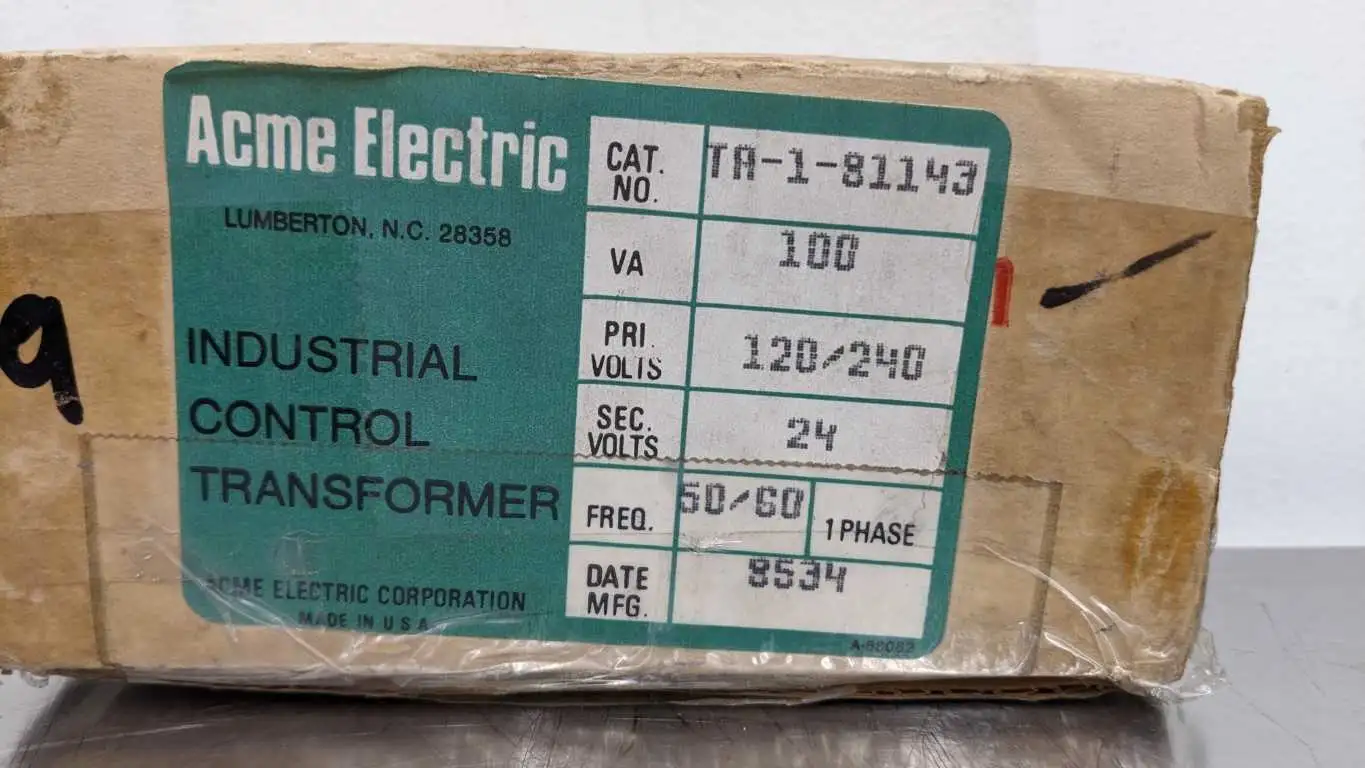 Acme Electric
LUMBERTON, N.C. 28358
INDUSTRIAL
CONTROL
TRANSFORMER
ACME ELECTRIC CORPORATION
MADE IN U S A
CAT. NO. TA-1-81143
VA 100
PRI. VOLTS 120/240
SEC. VOLTS 24
FREQ. 50/60 1 PHASE
DATE MFG. 8534
9